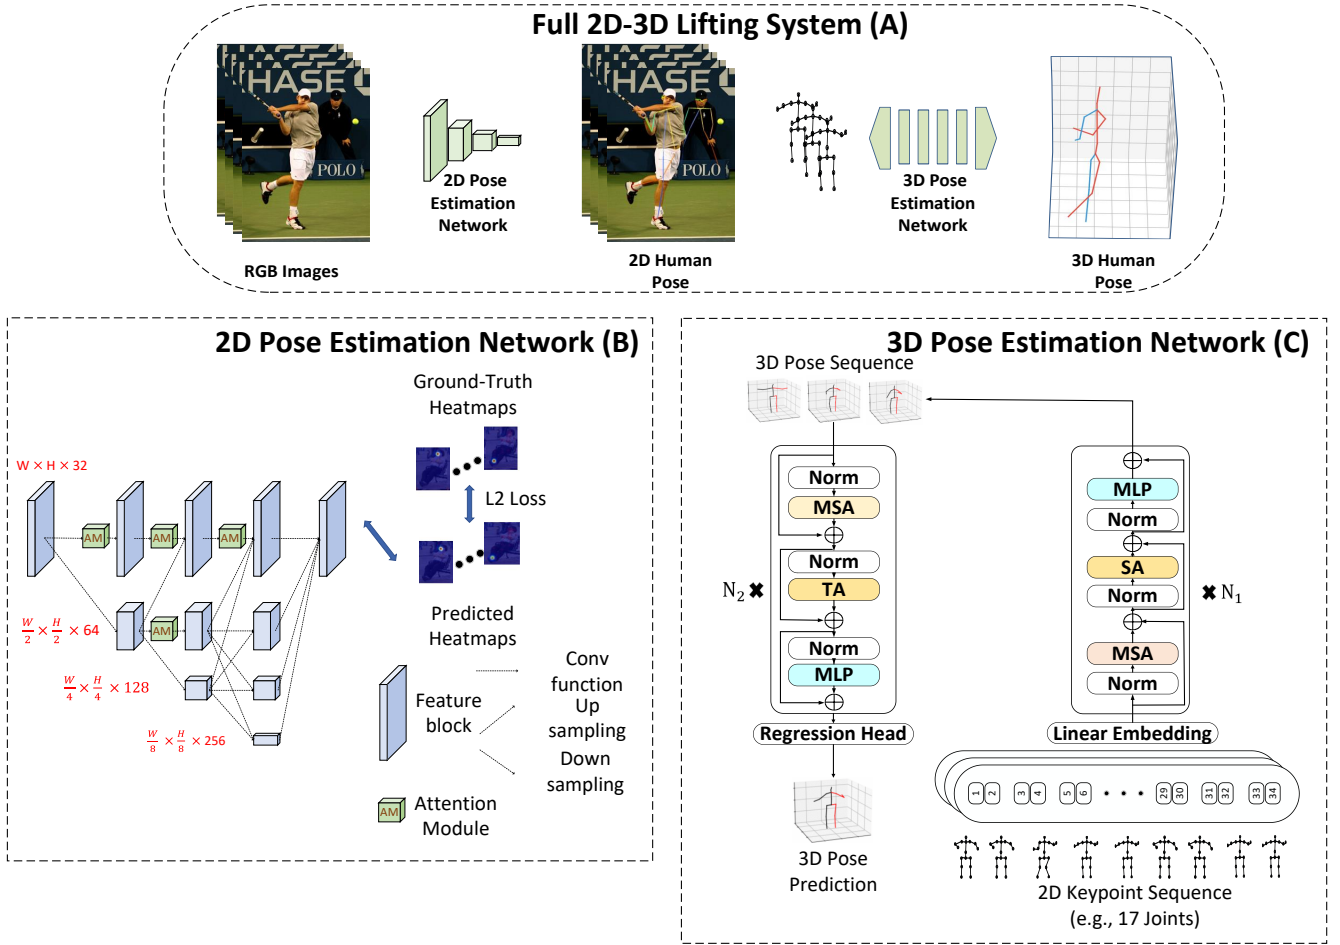 Full 2D-3D Lifting System (A)
CHASE
POLO
HASE
POLO
2D Pose
Estimation
Network
3D Pose
Estimation
Network
RGB Images
2D Human
Pose
3D Human
Pose
2D Pose Estimation Network (B)
Ground-Truth
Heatmaps
W × H × 32
L2 Loss
AM
AM
AM
W/2 × H/2 × 64
AM
Predicted
Heatmaps
W/4 × H/4 × 128
W/8 × H/8 × 256
Feature
block
Conv
function
Up
sampling
Down
sampling
AM
Attention
Module
3D Pose Estimation Network (C)
3D Pose Sequence
Norm
MSA
Norm
TA
Norm
MLP
N2 ✖
Regression Head
3D Pose
Prediction
MLP
Norm
SA
Norm
MSA
Norm
✖ N1
Linear Embedding
1 2 3 4 5 6 • • • 29 30 31 32 33 34
2D Keypoint Sequence
(e.g., 17 Joints)